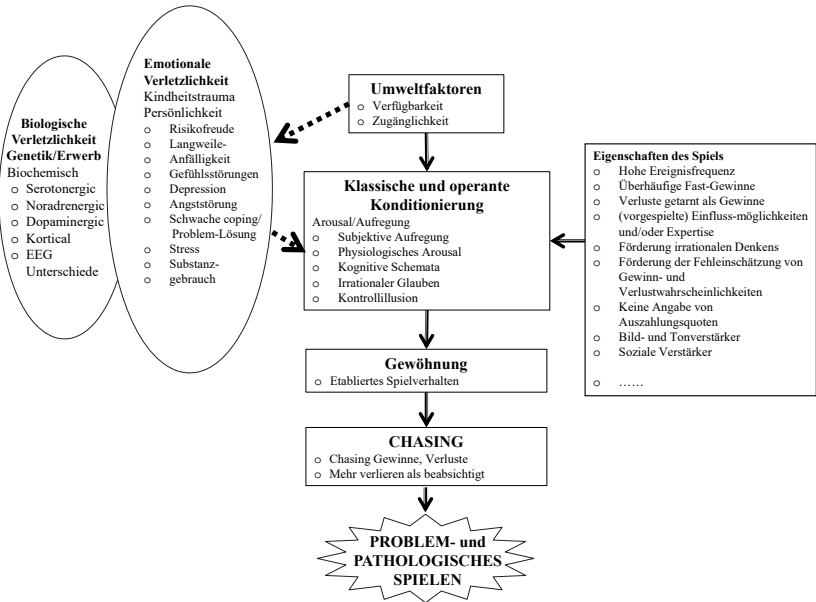 Biologische
Verletzlichkeit
Genetik/Erwerb
Biochemisch
o Serotonergic
o Noradrenergic
o Dopaminergic
o Kortical
o EEG
Unterschiede
Emotionale
Verletzlichkeit
Kindheitstrauma
Persönlichkeit
o Risikofreude
o Langweile-
o Anfälligkeit
o Gefühlsstörungen
o Depression
o Angststörung
o Schwache coping/
Problem-Lösung
o Stress
o Substanz-
o gebrauch
Umweltfaktoren
o Verfügbarkeit
o Zugänglichkeit
Klassische und operante
Konditionierung
Arousal/Aufregung
o Subjektive Aufregung
o Physiologisches Arousal
o Kognitive Schemata
o Irrationaler Glauben
o Kontrollillusion
Eigenschaften des Spiels
o Hohe Ereignisfrequenz
o Überhäufige Fast-Gewinne
o Verluste getarnt als Gewinne
o (vorgespielte) Einfluss-möglichkeiten
und/oder Expertise
o Förderung irrationalen Denkens
o Förderung der Fehleinschätzung von
Gewinn- und
Verlustwahrscheinlichkeiten
o Keine Angabe von
Auszahlungsquoten
o Bild- und Tonverstärker
o Soziale Verstärker
o ……
Gewöhnung
o Etabliertes Spielverhalten
CHASING
o Chasing Gewinne, Verluste
o Mehr verlieren als beabsichtigt
PROBLEM- und
PATHOLOGISCHES
SPIELEN